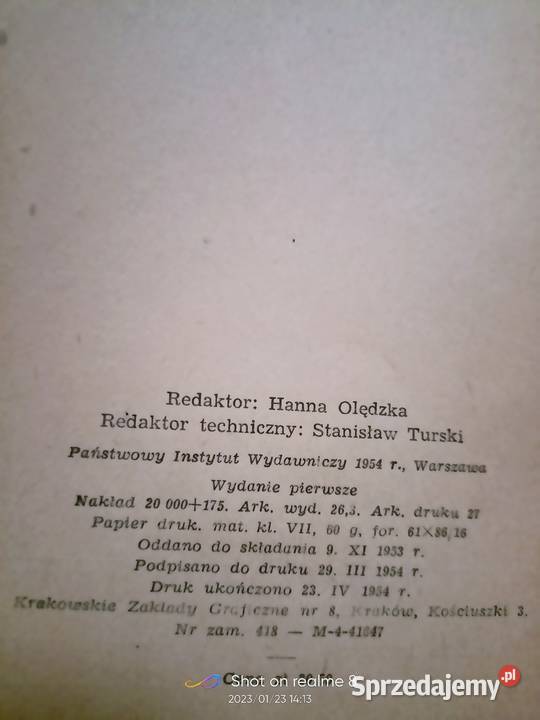 Redaktor: Hanna Olędzka
Redaktor techniczny: Stanisław Turski
Państwowy Instytut Wydawniczy 1954 r., Warszawa
Wydanie pierwsze
Nakład 20 000+175. Ark. wyd. 26,3. Ark. druku 27
Papier druk. mat. kl. VII, 60 g, for. 61×86/16
Oddano do składania 9. XI 1953 r.
Podpisano do druku 29. III 1954 r.
Druk ukończono 23. IV 1954 r.
Krakowskie Zakłady Graficzne nr 8, Kraków, Kościuszki 3.
Nr zam. 418 — M-4-41047
Shot on realme 8
2023/01/23 14:13
Sprzedajemy.pl